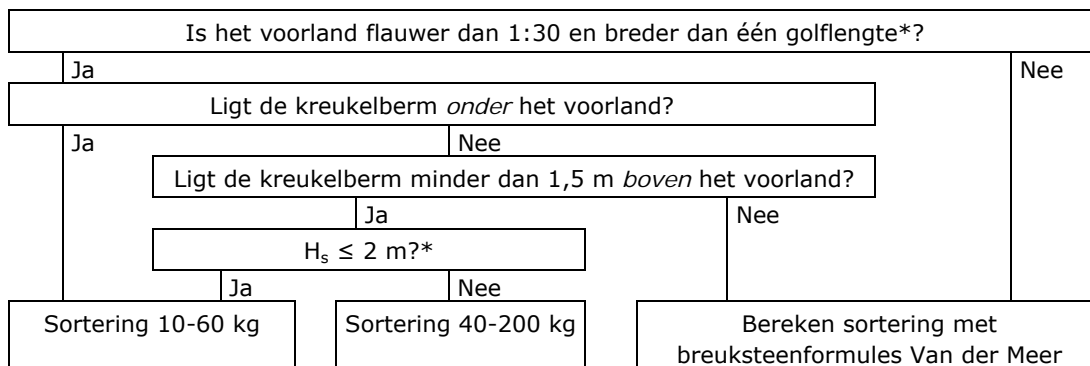 Is het voorland flauwer dan 1:30 en breder dan één golflengte*?
Ja
Nee
Ligt de kreukelberm onder het voorland?
Ja
Nee
Ligt de kreukelberm minder dan 1,5 m boven het voorland?
Ja
Nee
Hs ≤ 2 m?*
Ja
Nee
Sortering 10-60 kg
Sortering 40-200 kg
Bereken sortering met
breuksteenformules Van der Meer